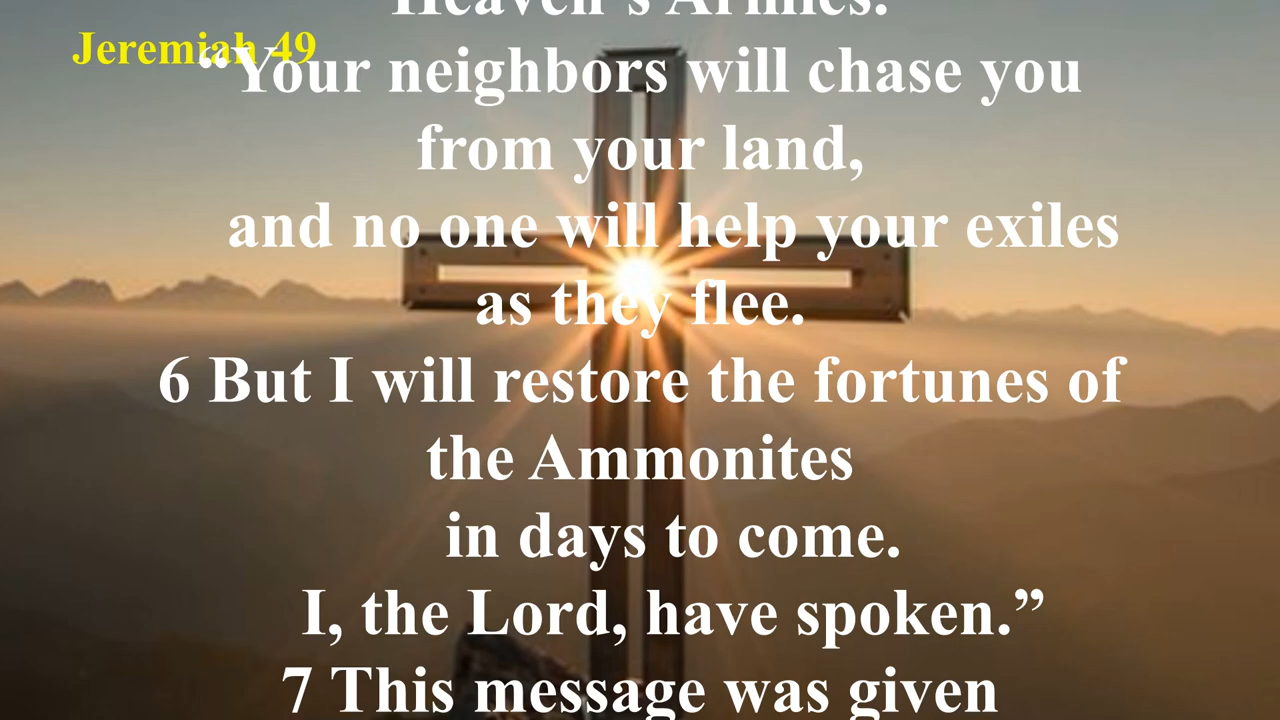 Heaven's Armies.
Jeremiah 49
“Your neighbors will chase you
from your land,
and no one will help your exiles
as they flee.
6 But I will restore the fortunes of
the Ammonites
in days to come.
I, the Lord, have spoken.”
7 This message was given